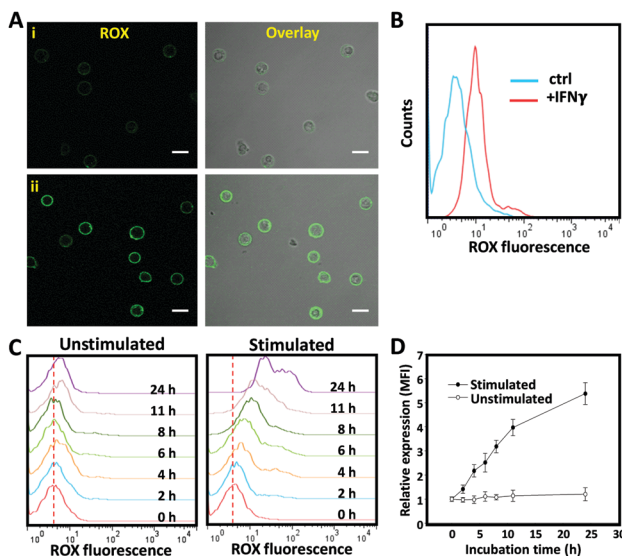 A
ROX
Overlay
i
ii
B
Counts
ctrl
+IFNγ
10⁰ 10¹ 10² 10³ 10⁴
ROX fluorescence
C
Unstimulated
24 h
11 h
8 h
6 h
4 h
2 h
0 h
10⁰ 10¹ 10² 10³ 10⁴
ROX fluorescence
Stimulated
24 h
11 h
8 h
6 h
4 h
2 h
0 h
10⁰ 10¹ 10² 10³ 10⁴
ROX fluorescence
D
Relative expression (MFI)
7
6
5
4
3
2
1
0
Stimulated
Unstimulated
0 5 10 15 20 25 30
Incubation time (h)